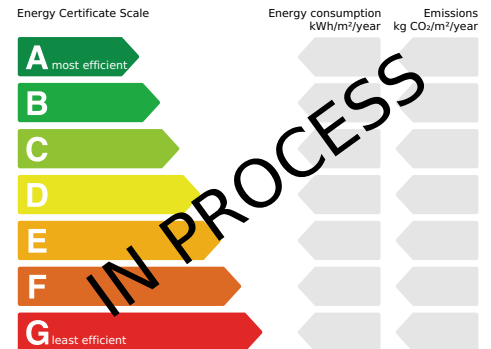 Energy Certificate Scale
Energy consumption
kWh/m²/year
Emissions
kg CO₂/m²/year
A most efficient
B
C
D
E
F
G least efficient
IN PROCESS